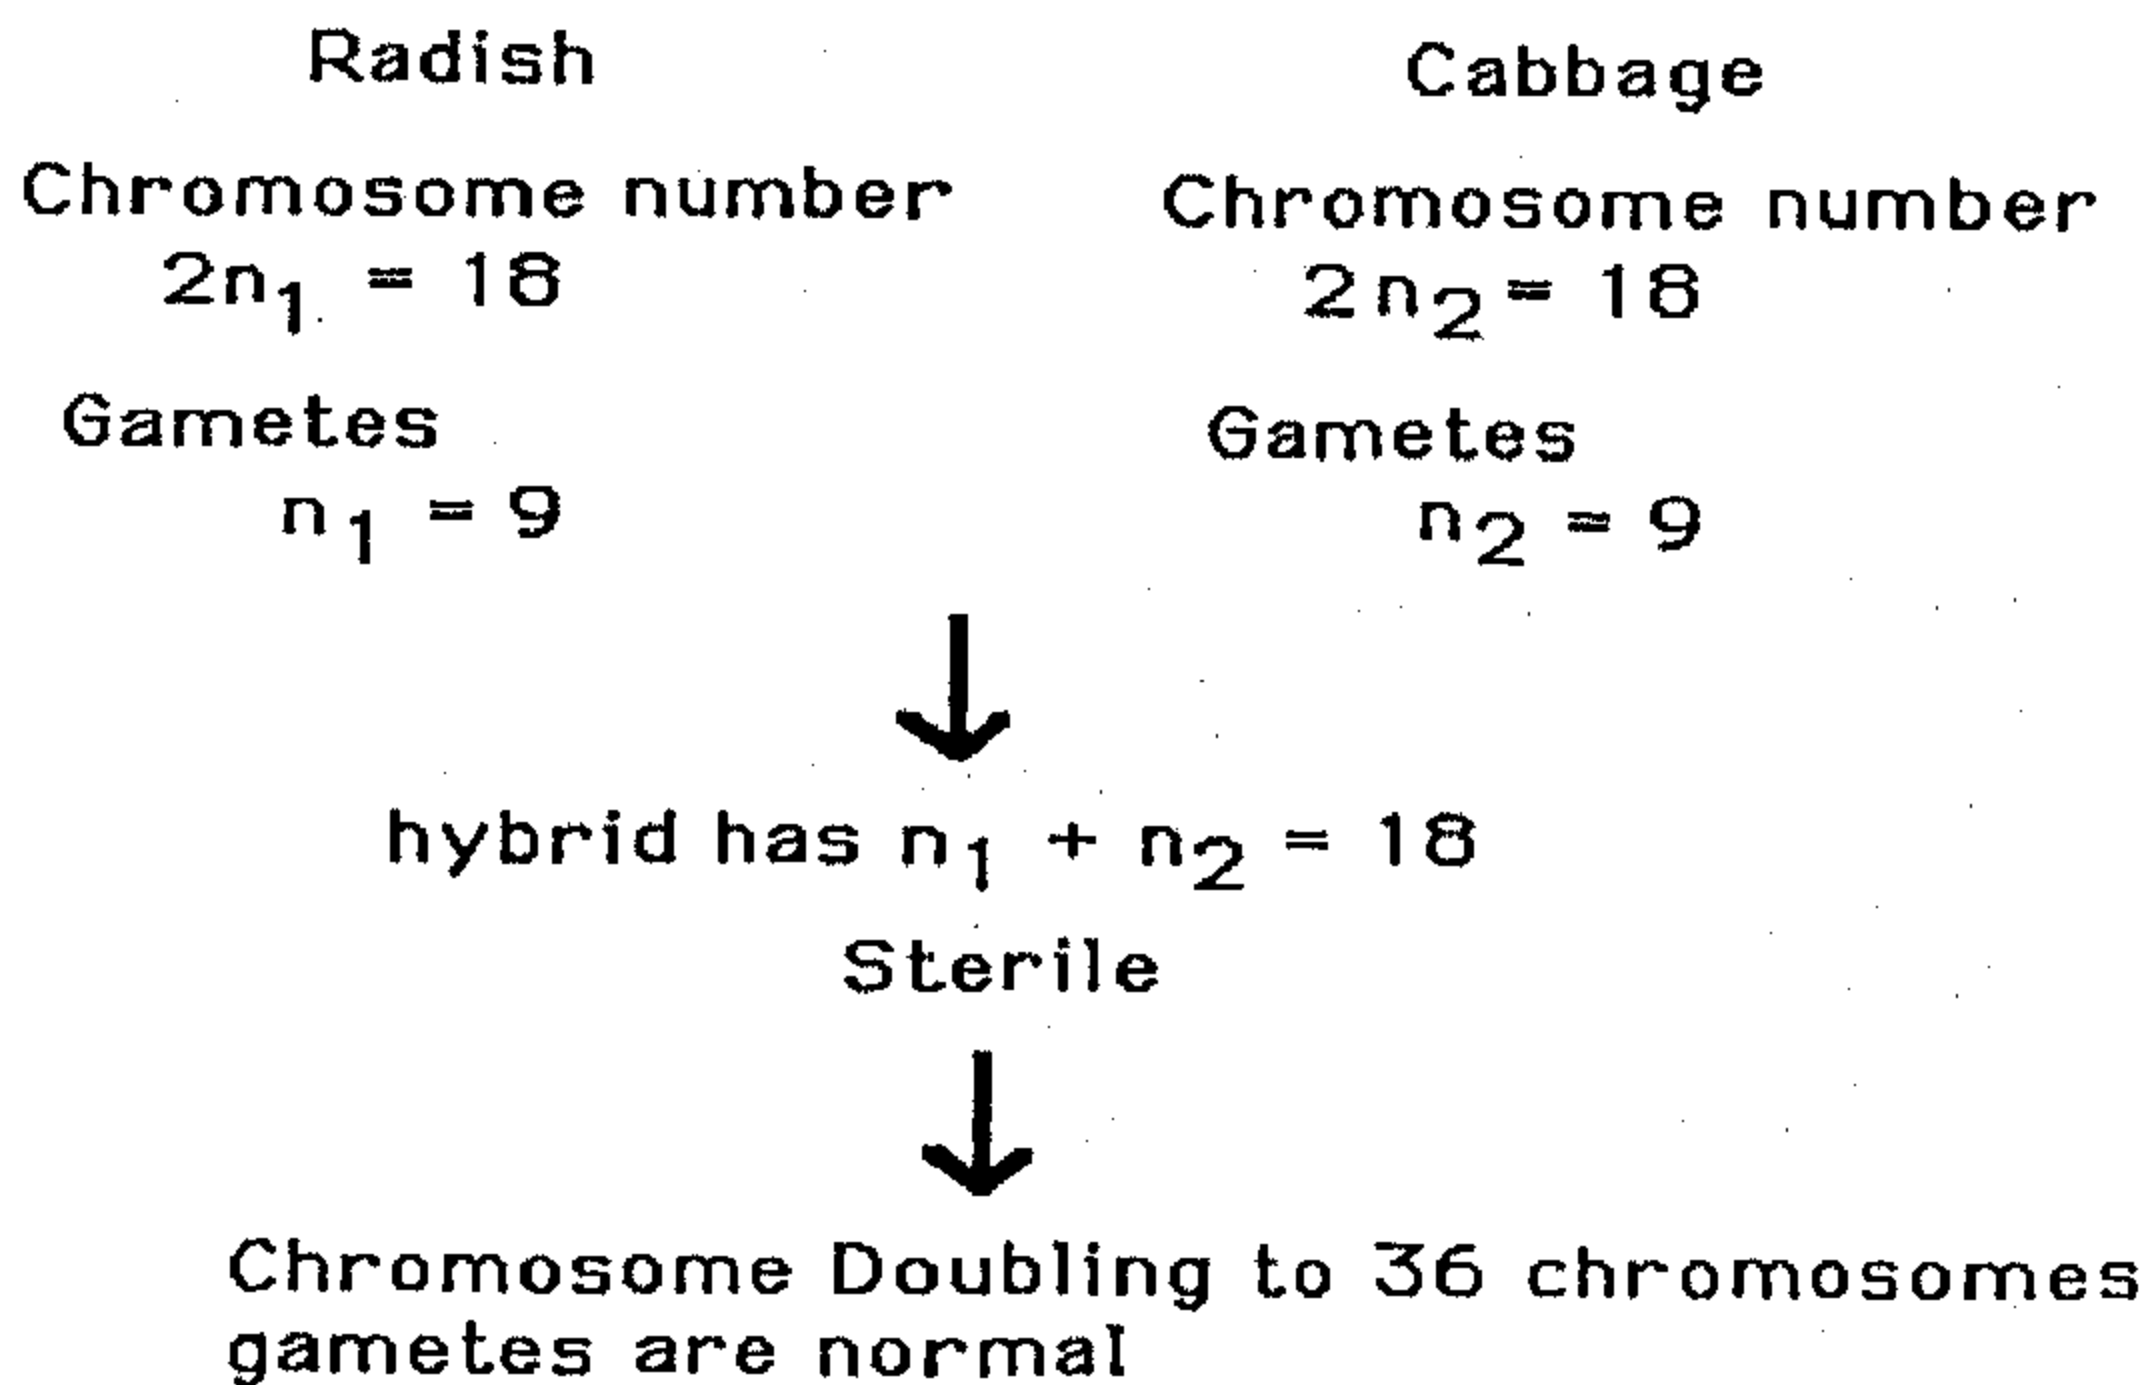 Radish
Cabbage
Chromosome number
2n₁ = 18
Chromosome number
2n₂ = 18
Gametes
n₁ = 9
Gametes
n₂ = 9
hybrid has n₁ + n₂ = 18
Sterile
Chromosome Doubling to 36 chromosomes
gametes are normal